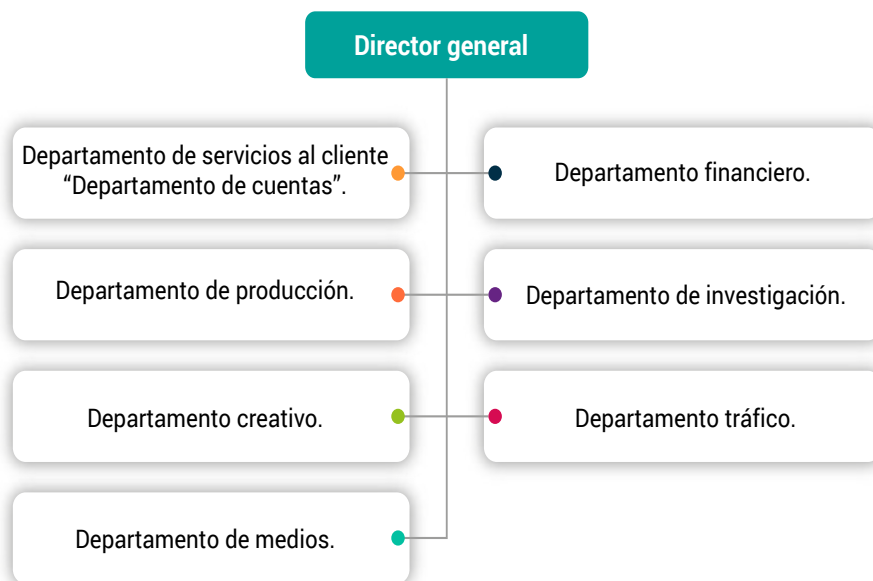 Director general
Departamento de servicios al cliente
“Departamento de cuentas”.
Departamento financiero.
Departamento de producción.
Departamento de investigación.
Departamento creativo.
Departamento tráfico.
Departamento de medios.